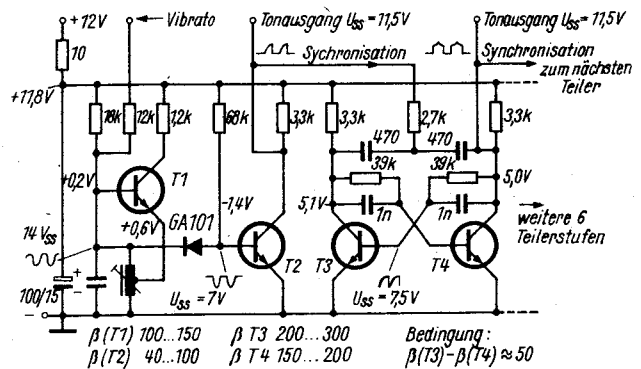 +12V
Vibrato
Tonausgang Uss = 11,5V
Tonausgang Uss = 11,5V
10
Sychronisation
Synchronisation
zum nächsten
Teiler
+11,8V
18k
12k
1,2k
68k
3,3k
3,3k
2,7k
3,3k
470
470
39k
39k
+0,2V
T1
5,0V
+0,6V
GA101
-1,4V
5,1V
1n
1n
weitere 6
Teilerstufen
14 Vss
T2
T3
T4
100/15
+
-
Uss = 7V
Uss = 7,5V
-
β(T1) 100...150
β T3 200...300
Bedingung:
β(T2) 40...100
β T4 150...200
β(T3)-β(T4) ≈ 50